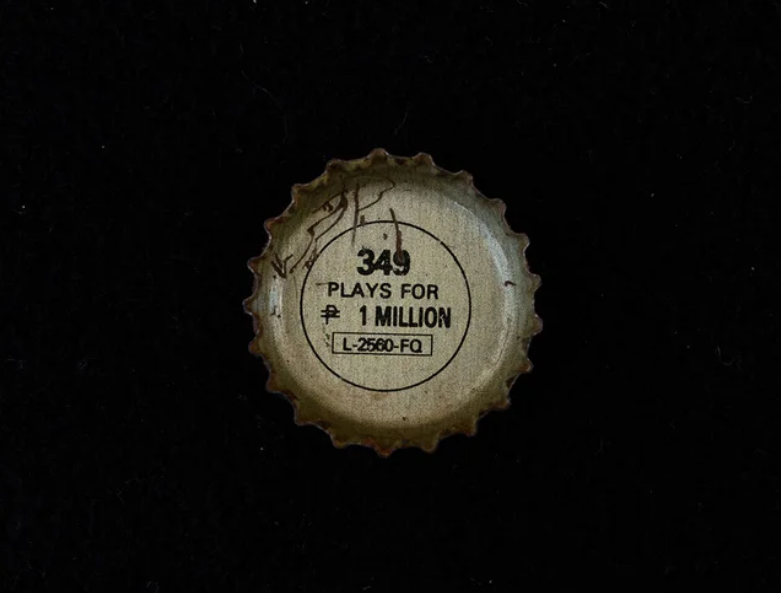 349
PLAYS FOR
₱ 1 MILLION
L-2560-FQ